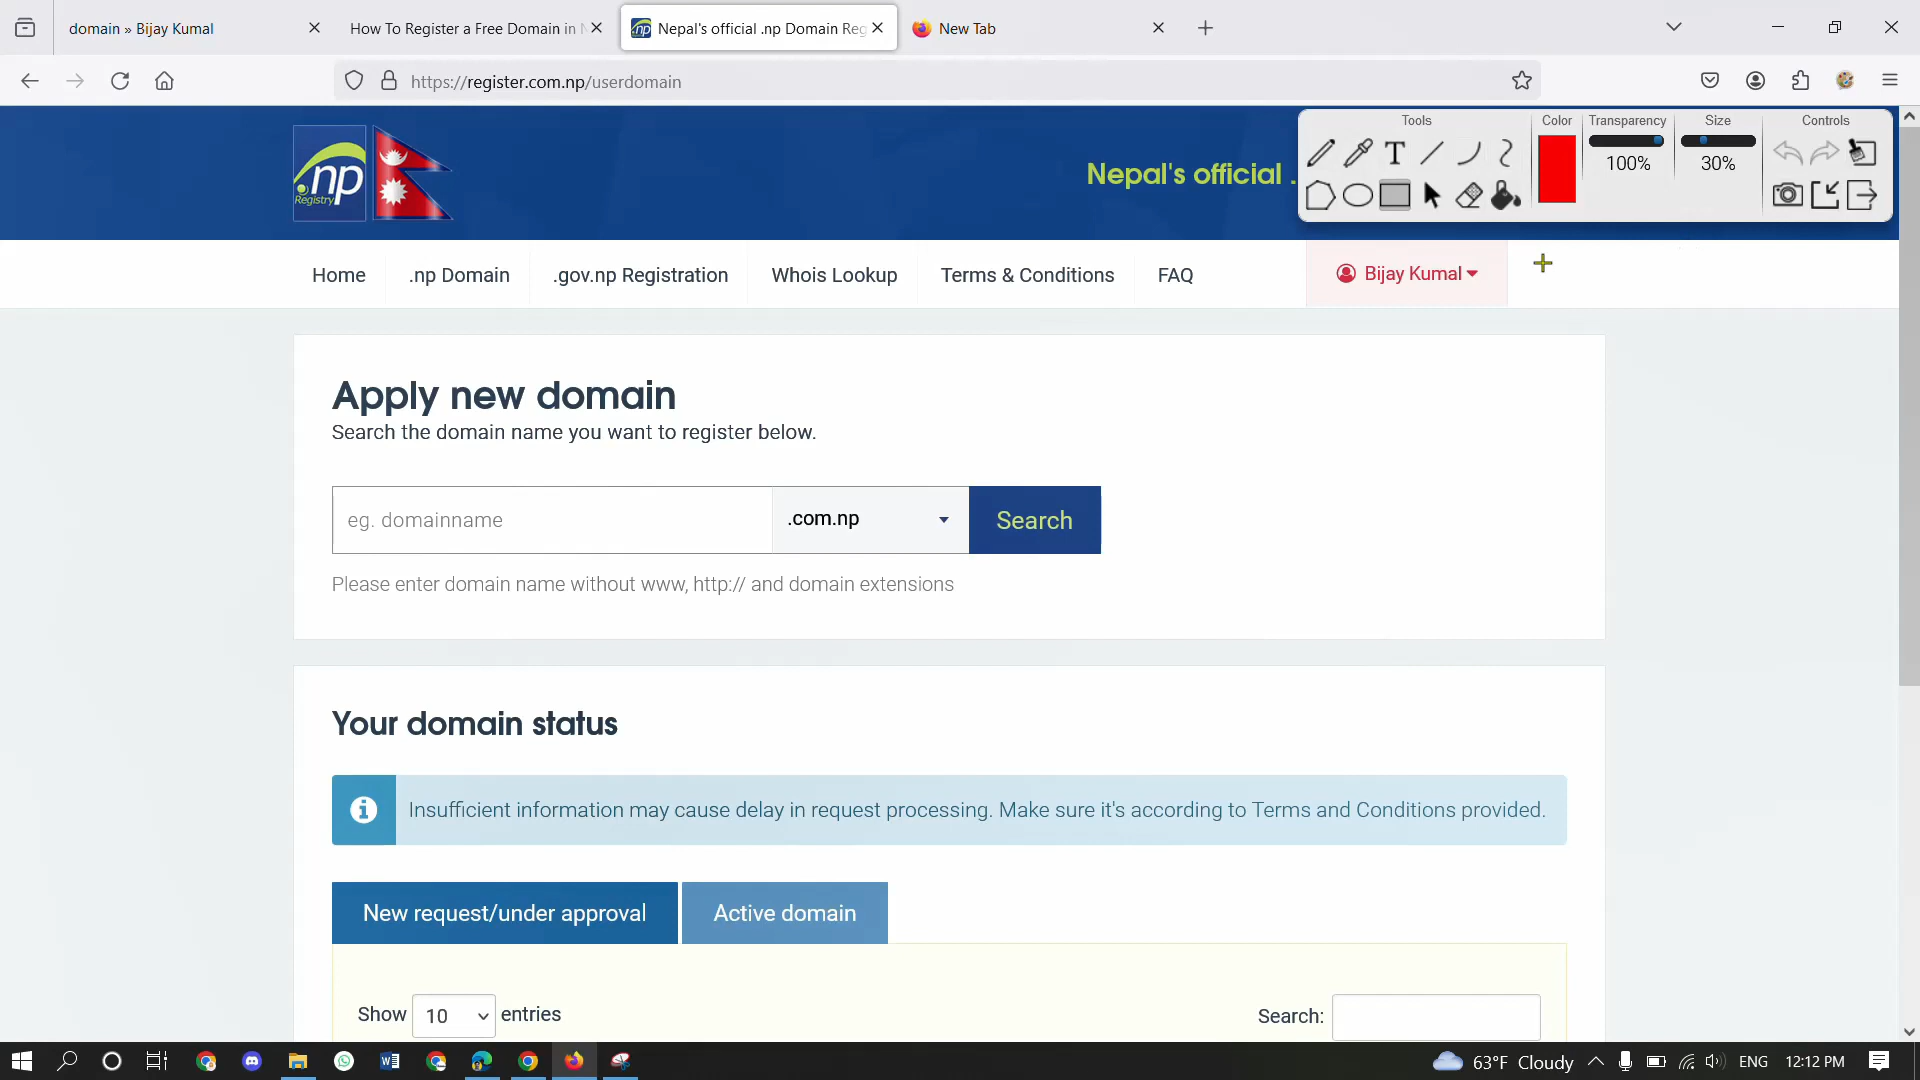 domain » Bijay Kumal
How To Register a Free Domain in N
Nepal's official .np Domain Reg
New Tab
https://register.com.np/userdomain
Tools
Color
Transparency
Size
Controls
100%
30%
.np
Registry
Nepal's official .
Home
.np Domain
.gov.np Registration
Whois Lookup
Terms & Conditions
FAQ
Bijay Kumal
Apply new domain
Search the domain name you want to register below.
eg. domainname
.com.np
Search
Please enter domain name without www, http:// and domain extensions
Your domain status
Insufficient information may cause delay in request processing. Make sure it's according to Terms and Conditions provided.
New request/under approval
Active domain
Show 10 entries
Search:
63°F Cloudy
ENG
12:12 PM